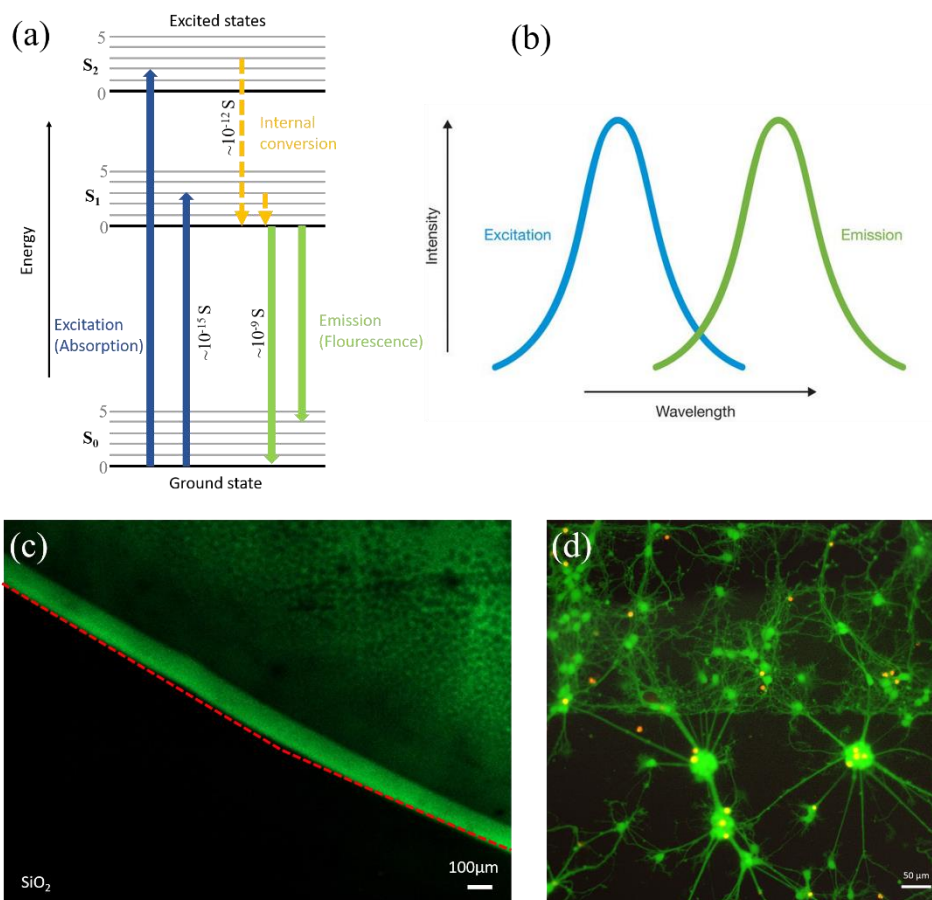 (a)
Excited states
5
S2
0
~10-12 S
Internal
conversion
5
S1
0
Energy
Excitation
(Absorption)
~10-15 S
~10-9 S
Emission
(Flourescence)
5
S0
0
Ground state
(b)
Intensity
Excitation
Emission
Wavelength
(c)
SiO2
100μm
(d)
50 μm